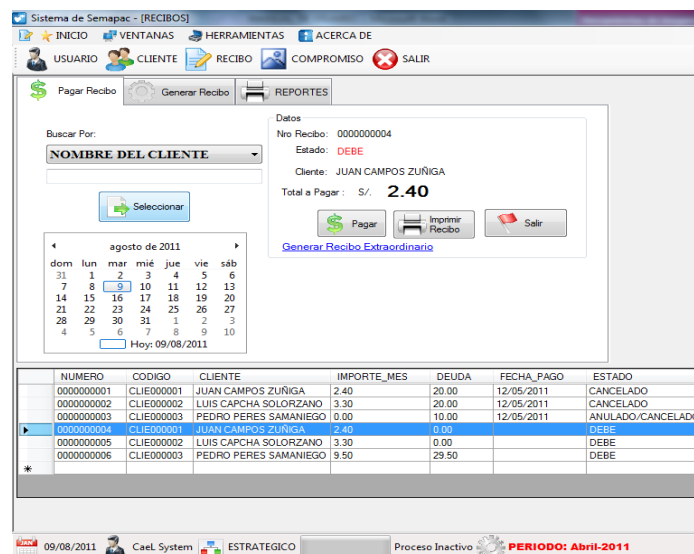 Sistema de Semapac - [RECIBOS]
INICIO VENTANAS HERRAMIENTAS ACERCA DE
USUARIO CLIENTE RECIBO COMPROMISO SALIR
Pagar Recibo Generar Recibo REPORTES
Buscar Por:
NOMBRE DEL CLIENTE
Seleccionar
agosto de 2011
dom lun mar mié jue vie sáb
31 1 2 3 4 5 6
7 8 9 10 11 12 13
14 15 16 17 18 19 20
21 22 23 24 25 26 27
28 29 30 31 1 2 3
4 5 6 7 8 9 10
Hoy: 09/08/2011
Datos
Nro Recibo: 0000000004
Estado: DEBE
Cliente: JUAN CAMPOS ZUÑIGA
Total a Pagar : S/. 2.40
Pagar Imprimir Recibo Salir
Generar Recibo Extraordinario
NUMERO CODIGO CLIENTE IMPORTE_MES DEUDA FECHA_PAGO ESTADO
0000000001 CLIE000001 JUAN CAMPOS ZUÑIGA 2.40 20.00 12/05/2011 CANCELADO
0000000002 CLIE000002 LUIS CAPCHA SOLORZANO 3.30 20.00 12/05/2011 CANCELADO
0000000003 CLIE000003 PEDRO PERES SAMANIEGO 0.00 10.00 12/05/2011 ANULADO/CANCELADO
0000000004 CLIE000001 JUAN CAMPOS ZUÑIGA 2.40 0.00 DEBE
0000000005 CLIE000002 LUIS CAPCHA SOLORZANO 3.30 0.00 DEBE
0000000006 CLIE000003 PEDRO PERES SAMANIEGO 9.50 29.50 DEBE
JAN 09/08/2011 CaeL System ESTRATEGICO Proceso Inactivo PERIODO: Abril-2011